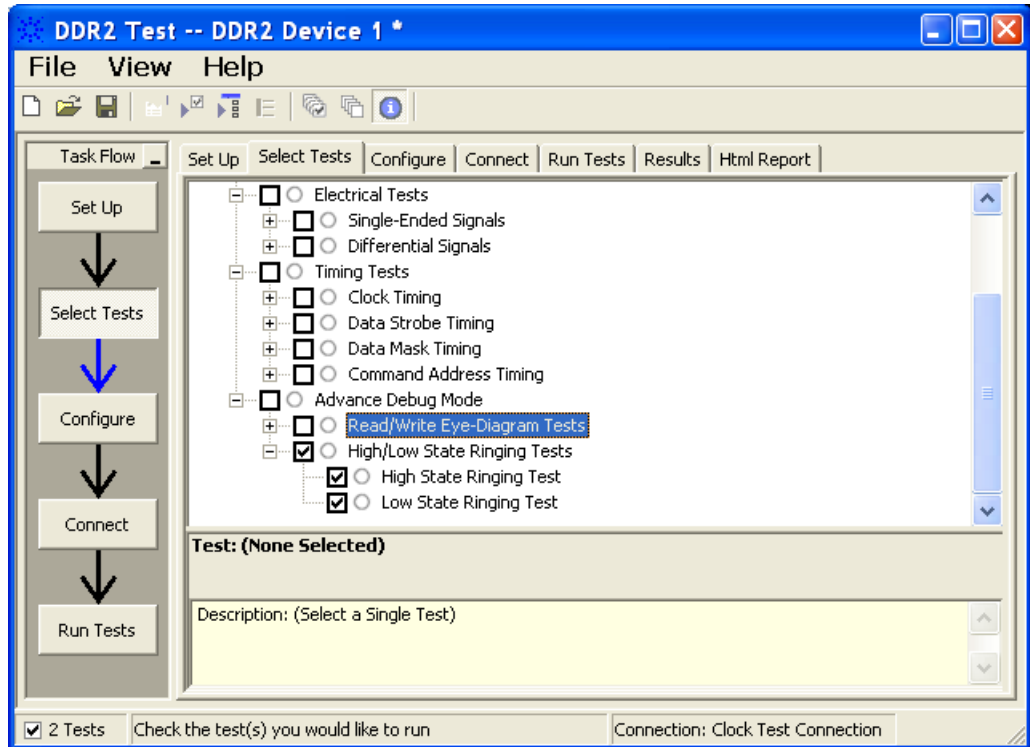 DDR2 Test -- DDR2 Device 1 *
File View Help
Task Flow
Set Up Select Tests Configure Connect Run Tests Results Html Report
Set Up
Select Tests
Configure
Connect
Run Tests
Electrical Tests
Single-Ended Signals
Differential Signals
Timing Tests
Clock Timing
Data Strobe Timing
Data Mask Timing
Command Address Timing
Advance Debug Mode
Read/Write Eye-Diagram Tests
High/Low State Ringing Tests
High State Ringing Test
Low State Ringing Test
Test: (None Selected)
Description: (Select a Single Test)
2 Tests Check the test(s) you would like to run Connection: Clock Test Connection